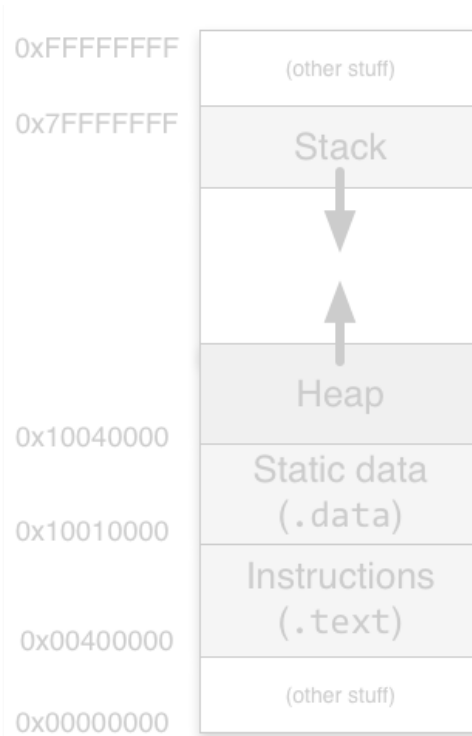 0xFFFFFFFF
(other stuff)
0x7FFFFFFF
Stack
Heap
0x10040000
Static data
(.data)
0x10010000
Instructions
(.text)
0x00400000
(other stuff)
0x00000000